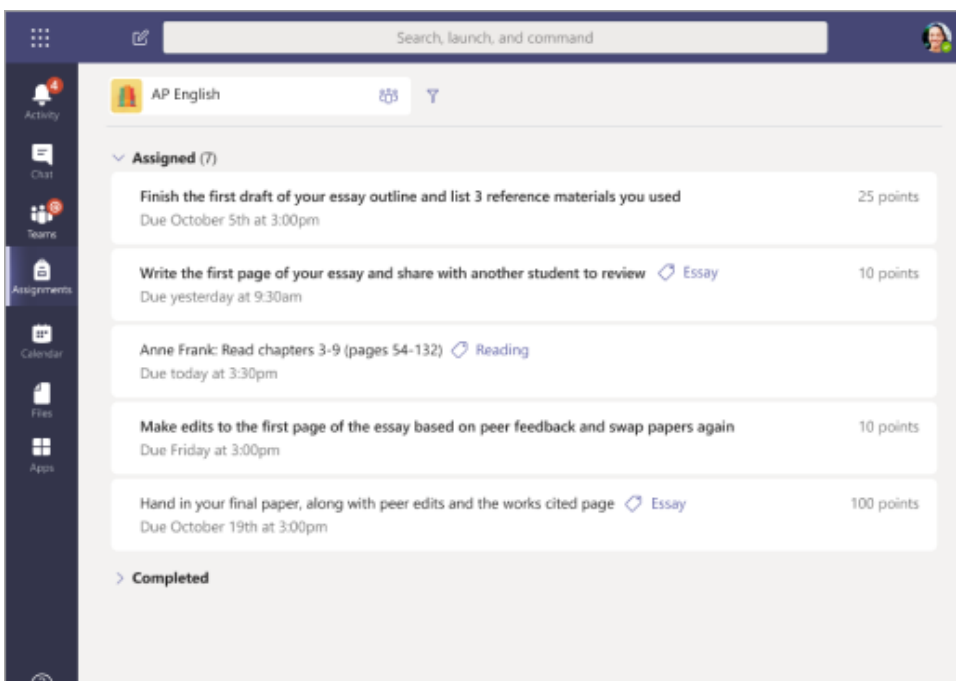 Search, launch, and command
4
Activity
AP English
Chat
Assigned (7)
Teams
Finish the first draft of your essay outline and list 3 reference materials you used
25 points
Due October 5th at 3:00pm
Assignments
Write the first page of your essay and share with another student to review Essay
10 points
Due yesterday at 9:30am
Calendar
Anne Frank: Read chapters 3-9 (pages 54-132) Reading
Due today at 3:30pm
Files
Make edits to the first page of the essay based on peer feedback and swap papers again
10 points
Due Friday at 3:00pm
Apps
Hand in your final paper, along with peer edits and the works cited page Essay
100 points
Due October 19th at 3:00pm
Completed